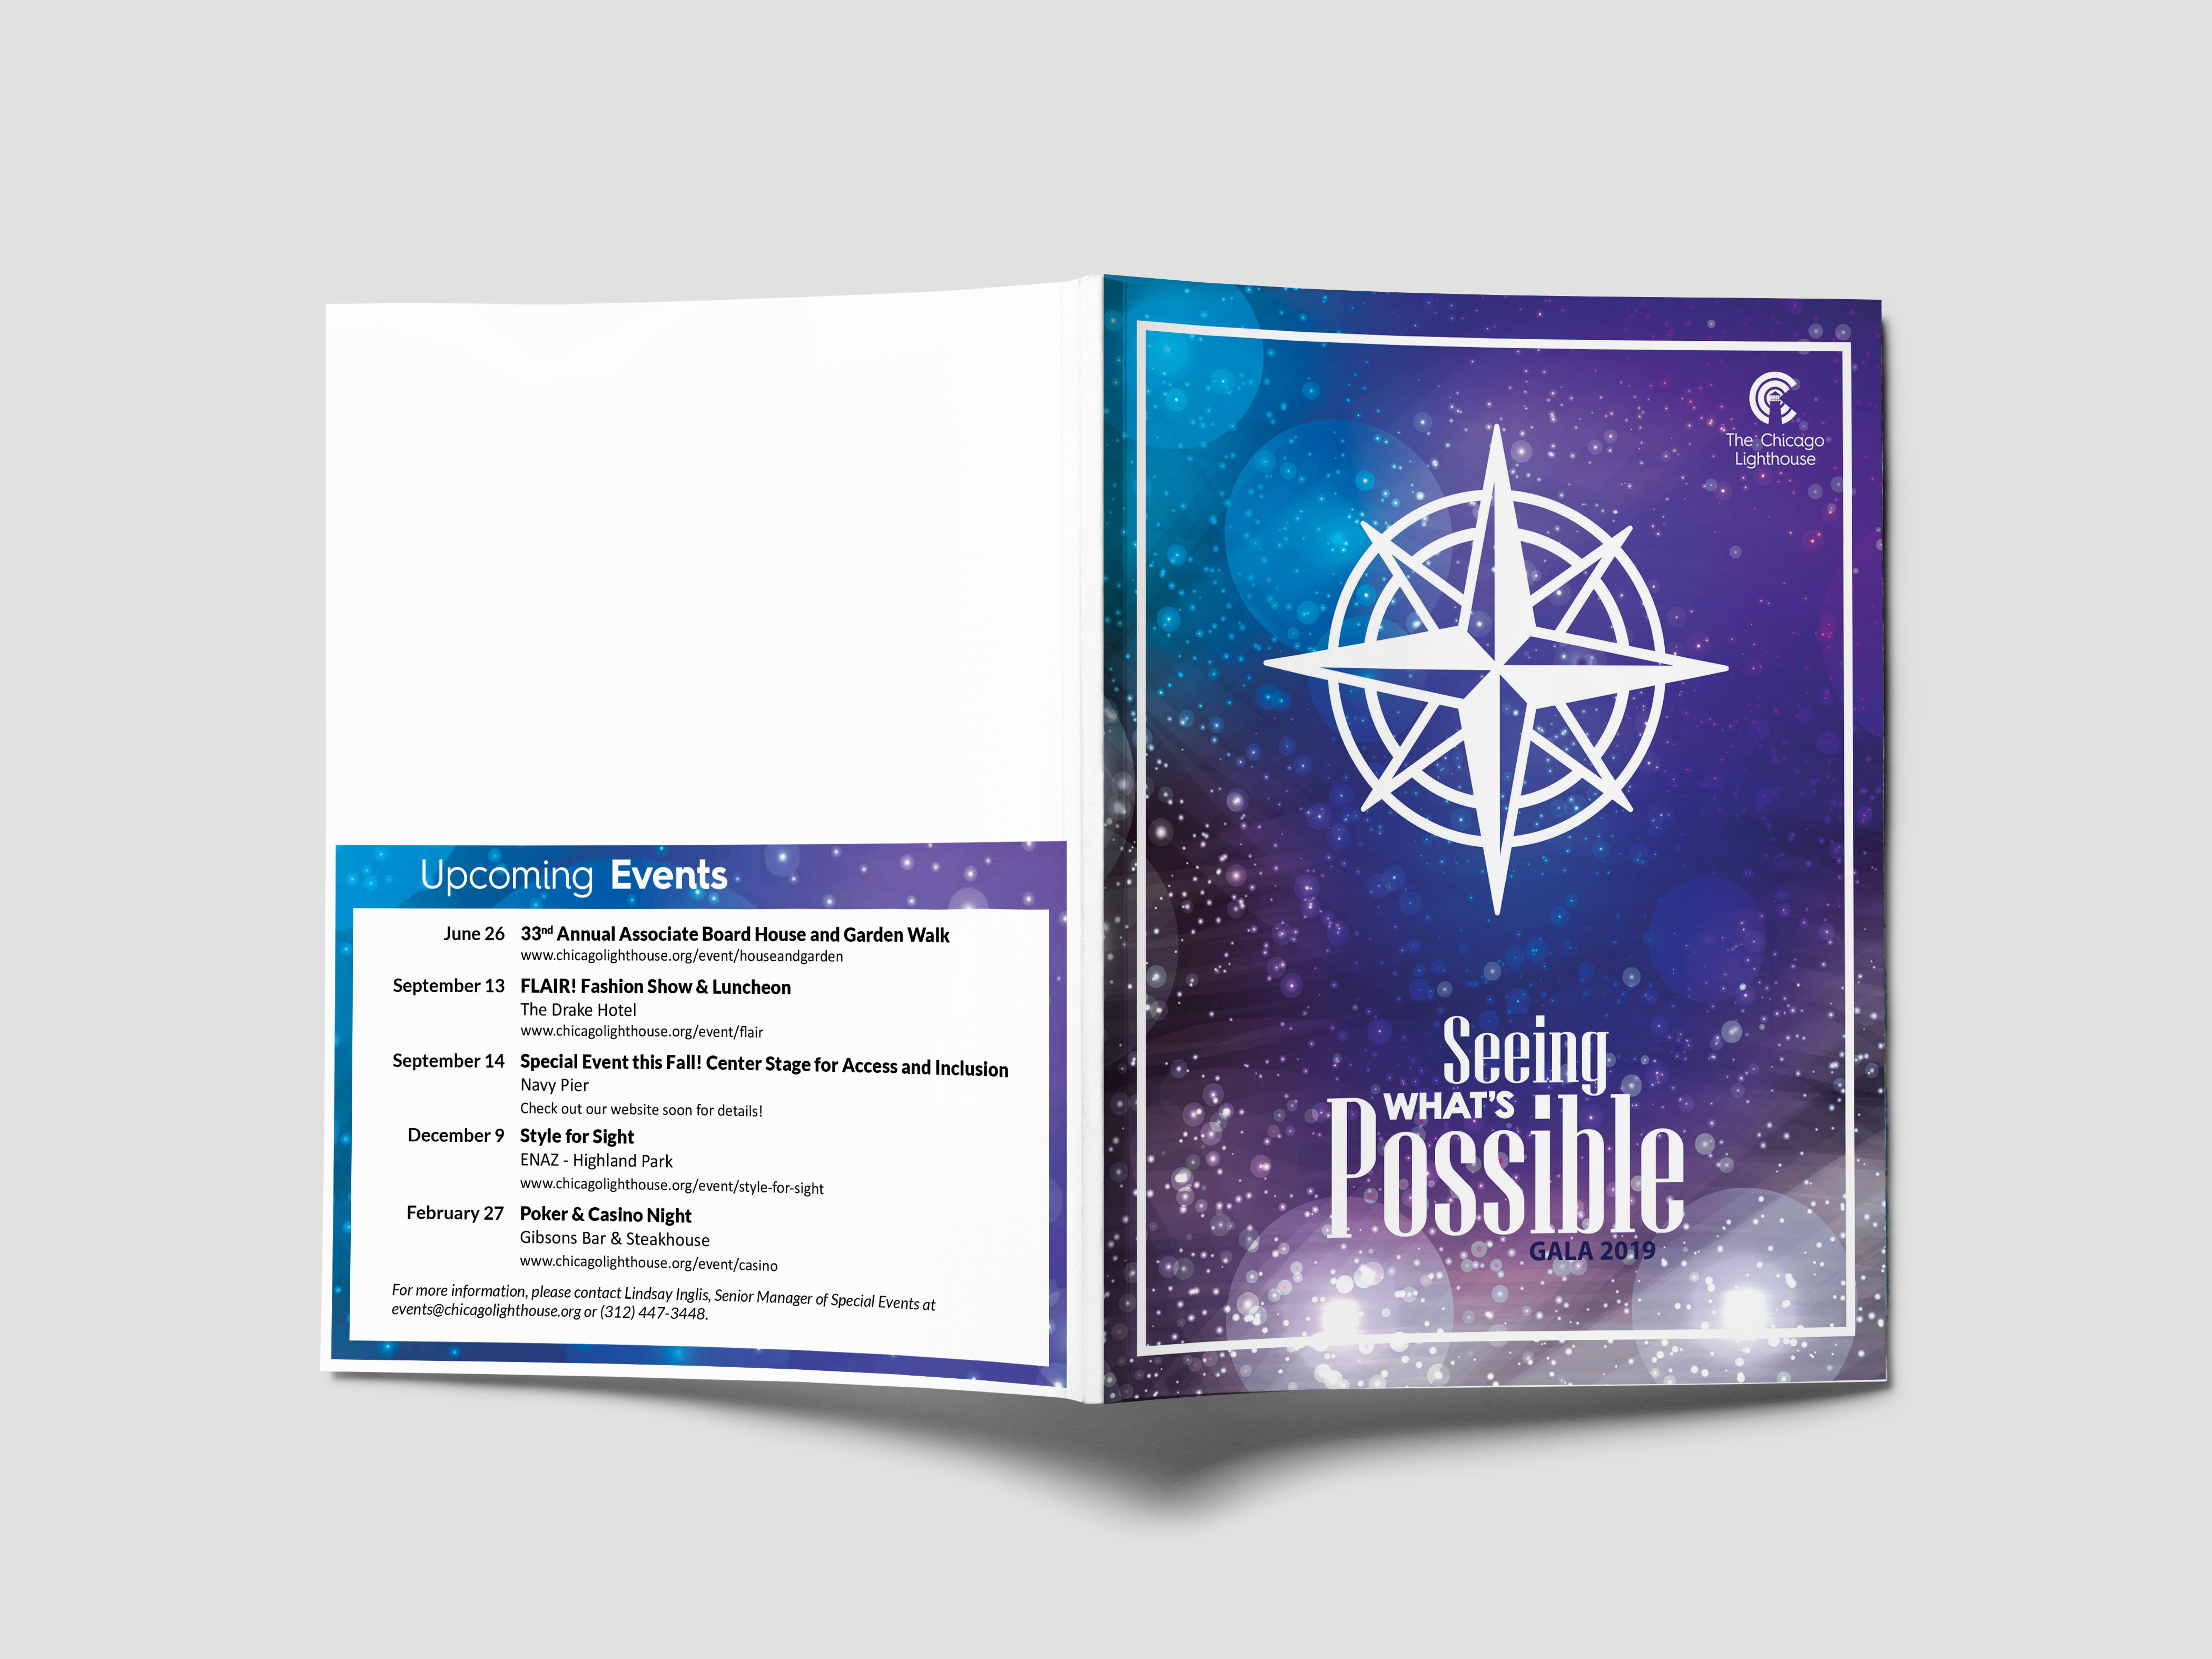 Upcoming Events
June 26 33nd Annual Associate Board House and Garden Walk
www.chicagolighthouse.org/event/houseandgarden
September 13 FLAIR! Fashion Show & Luncheon
The Drake Hotel
www.chicagolighthouse.org/event/flair
September 14 Special Event this Fall! Center Stage for Access and Inclusion
Navy Pier
Check out our website soon for details!
December 9 Style for Sight
ENAZ - Highland Park
www.chicagolighthouse.org/event/style-for-sight
February 27 Poker & Casino Night
Gibsons Bar & Steakhouse
www.chicagolighthouse.org/event/casino
For more information, please contact Lindsay Inglis, Senior Manager of Special Events at
events@chicagolighthouse.org or (312) 447-3448.
The Chicago
Lighthouse
Seeing
WHAT'S
Possible
GALA 2019